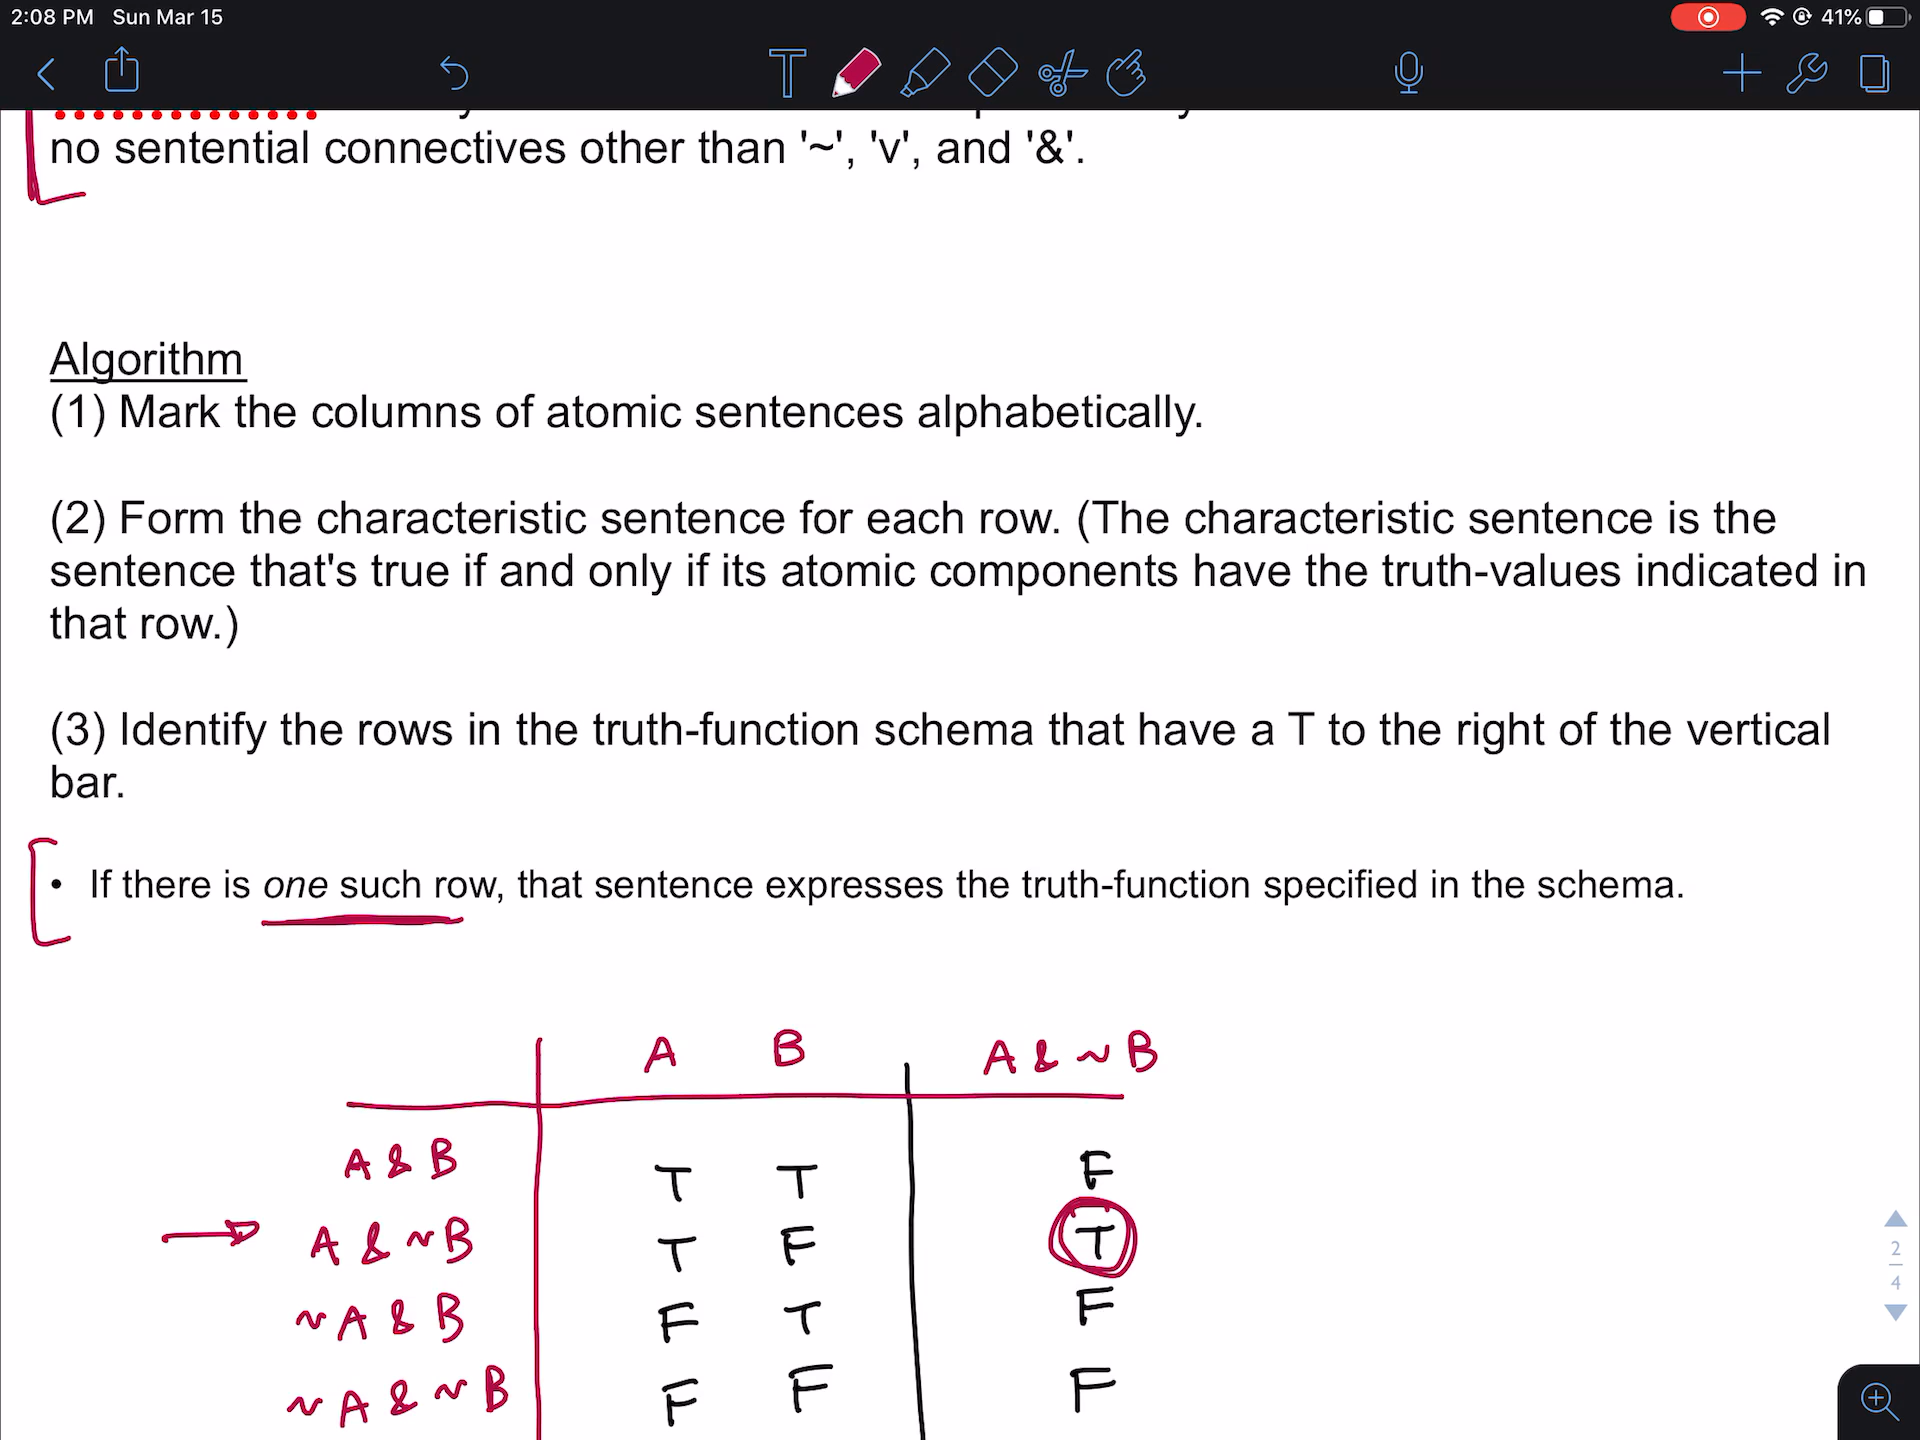 2:08 PM Sun Mar 15
41%
no sentential connectives other than '~', 'v', and '&'.
Algorithm
(1) Mark the columns of atomic sentences alphabetically.
(2) Form the characteristic sentence for each row. (The characteristic sentence is the
sentence that's true if and only if its atomic components have the truth-values indicated in
that row.)
(3) Identify the rows in the truth-function schema that have a T to the right of the vertical
bar.
• If there is one such row, that sentence expresses the truth-function specified in the schema.
A B A & ~ B
A & B T T F
A & ~ B T F T
~ A & B F T F
~ A & ~ B F F F
2
4